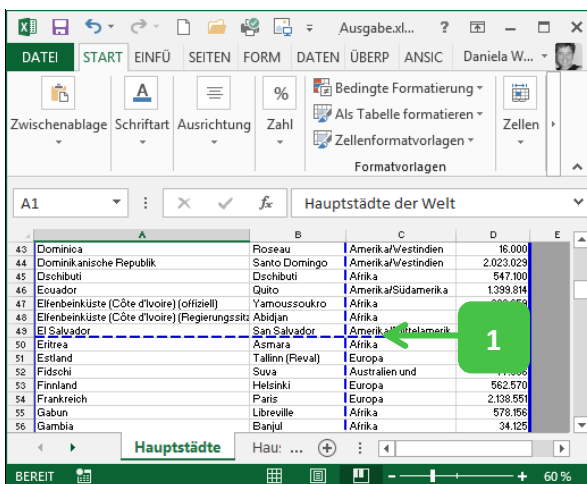 Ausgabe.xl... ?
DATEI START EINFÜ SEITEN FORM DATEN ÜBERP ANSIC Daniela W...
Zwischenablage Schriftart Ausrichtung Zahl Zellen
%
Bedingte Formatierung
Als Tabelle formatieren
Zellenformatvorlagen
Formatvorlagen
A1 fx Hauptstädte der Welt
A B C D E
43 Dominica Roseau Amerika/Westindien 16.000
44 Dominikanische Republik Santo Domingo Amerika/Westindien 2.023.029
45 Dschibuti Dschibuti Afrika 547.100
46 Ecuador Quito Amerika/Südamerika 1.399.814
47 Elfenbeinküste (Côte d'Ivoire) (offiziell) Yamoussoukro Afrika
48 Elfenbeinküste (Côte d'Ivoire) (Regierungssitz Abidjan Afrika
49 El Salvador San Salvador
50 Eritrea Asmara Afrika
51 Estland Tallinn (Reval) Europa
52 Fidschi Suva Australien und
53 Finnland Helsinki Europa 562.570
54 Frankreich Paris Europa 2.138.551
55 Gabun Libreville Afrika 578.156
56 Gambia Banjul Afrika 34.125
1
Hauptstädte Hau: ...
BEREIT 60 %